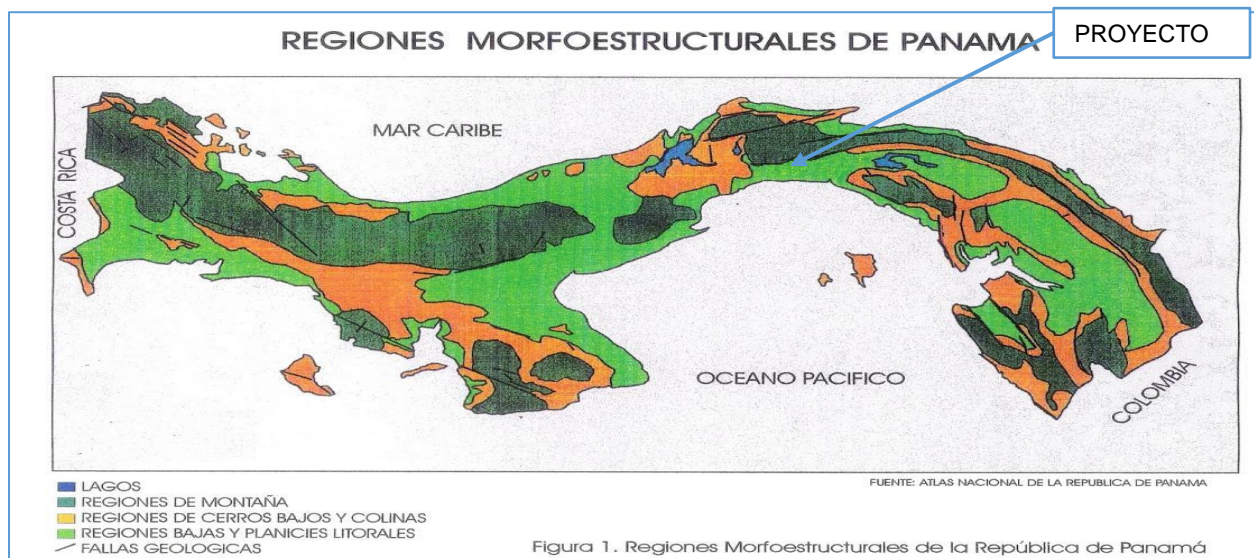 REGIONES MORFOESTRUCTURALES DE PANAMA
PROYECTO
MAR CARIBE
COSTA RICA
OCEANO PACIFICO
COLOMBIA
FUENTE: ATLAS NACIONAL DE LA REPUBLICA DE PANAMA
LAGOS
REGIONES DE MONTAÑA
REGIONES DE CERROS BAJOS Y COLINAS
REGIONES BAJAS Y PLANICIES LITORALES
FALLAS GEOLOGICAS
Figura 1. Regiones Morfoestructurales de la República de Panamá